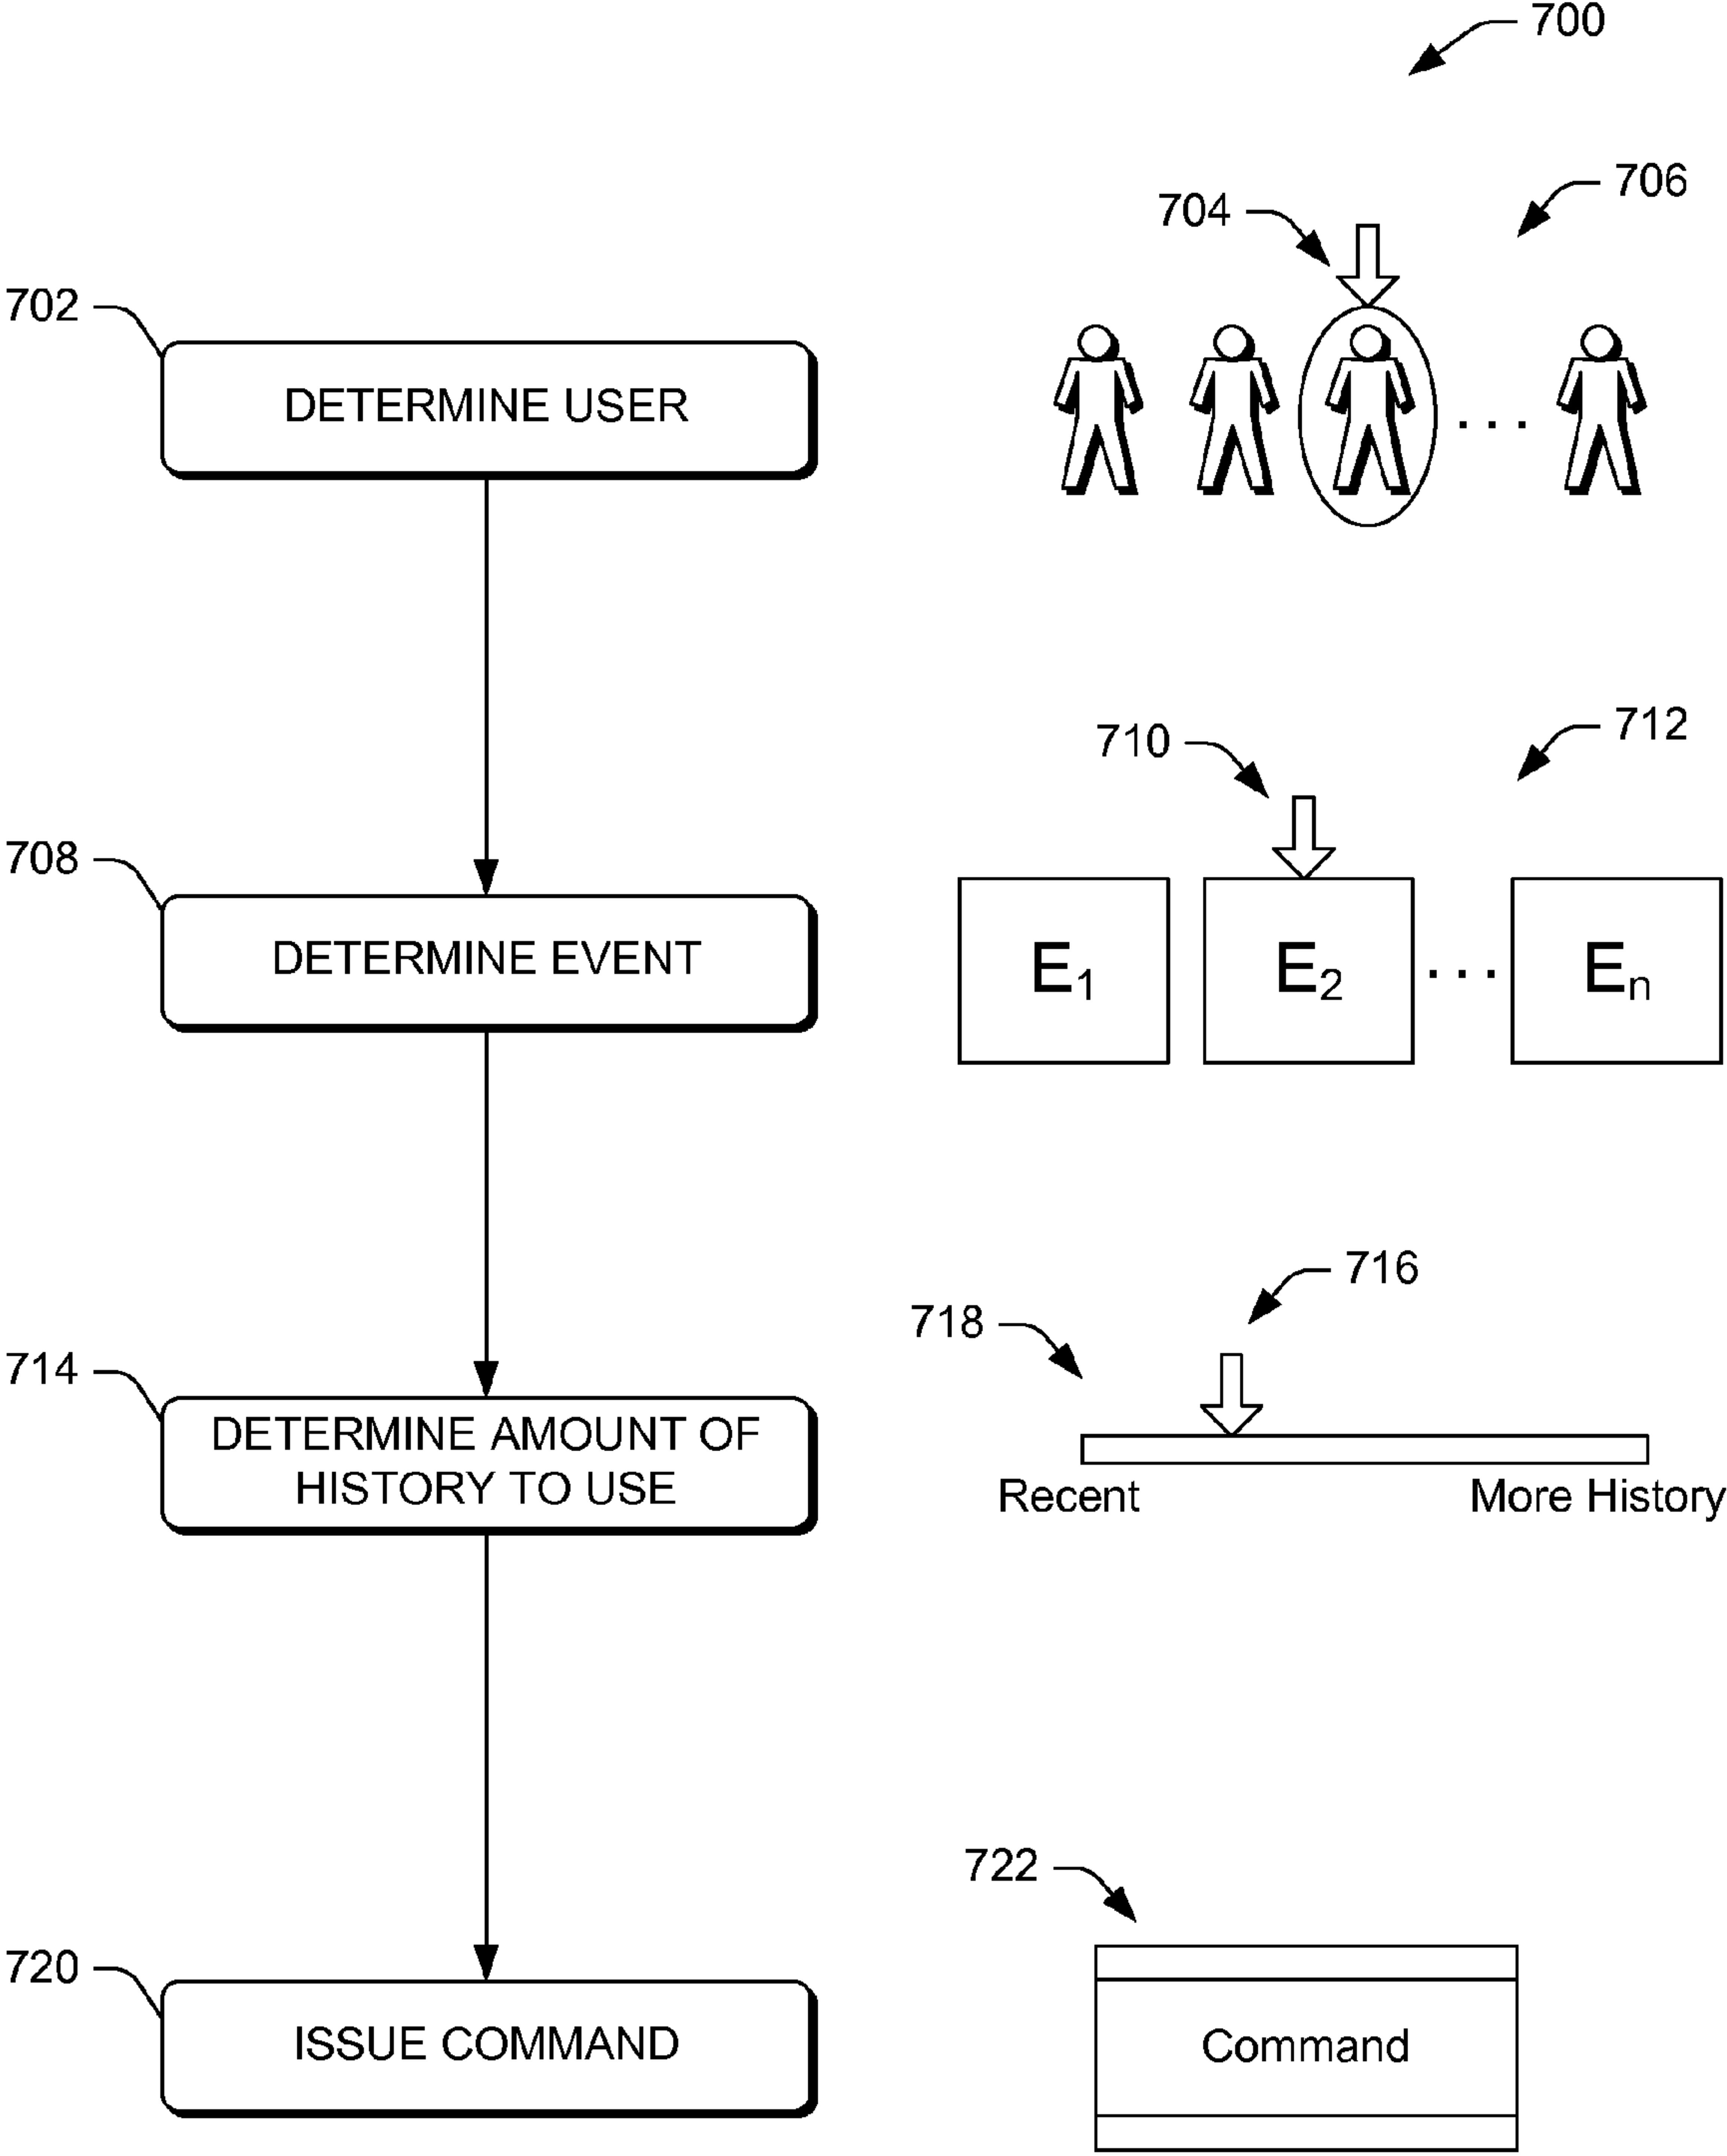 700
706
704
702
DETERMINE USER
. . .
712
710
708
DETERMINE EVENT
E1
E2
. . .
En
716
718
714
DETERMINE AMOUNT OF
HISTORY TO USE
Recent
More History
722
720
ISSUE COMMAND
Command